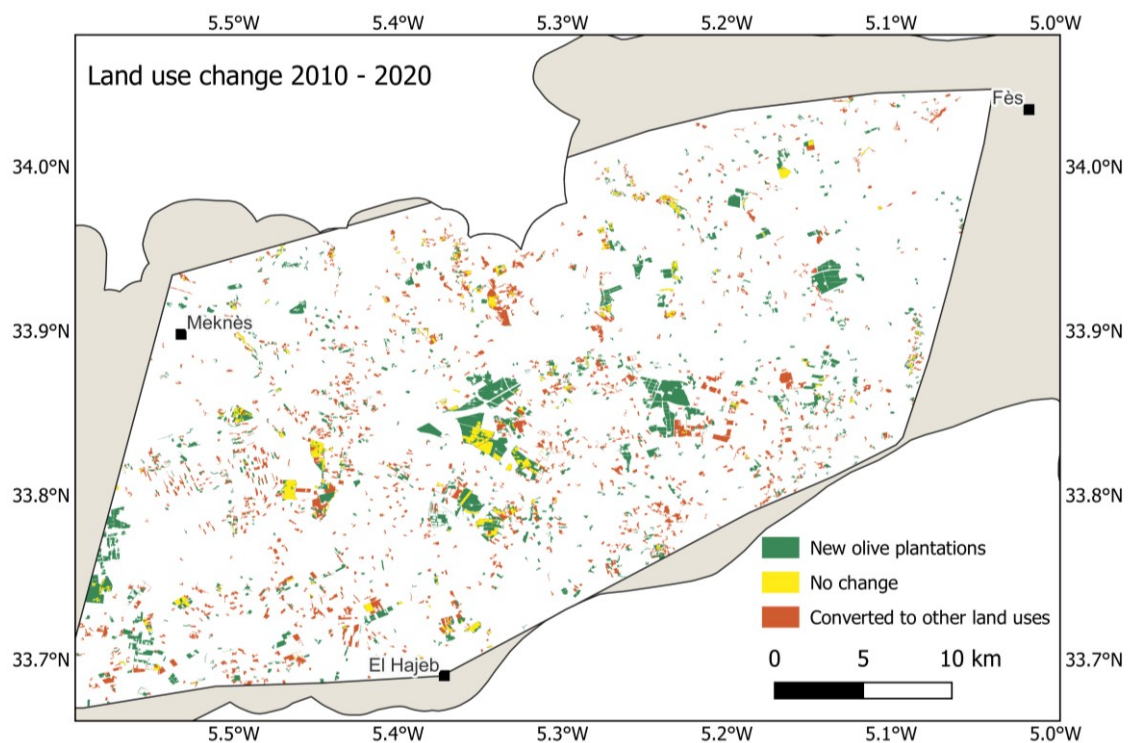 5.5°W 5.4°W 5.3°W 5.2°W 5.1°W 5.0°W
Land use change 2010 - 2020
Fès
34.0°N 34.0°N
33.9°N 33.9°N
Meknès
33.8°N 33.8°N
New olive plantations
No change
Converted to other land uses
33.7°N 33.7°N
El Hajeb
0 5 10 km
5.5°W 5.4°W 5.3°W 5.2°W 5.1°W 5.0°W